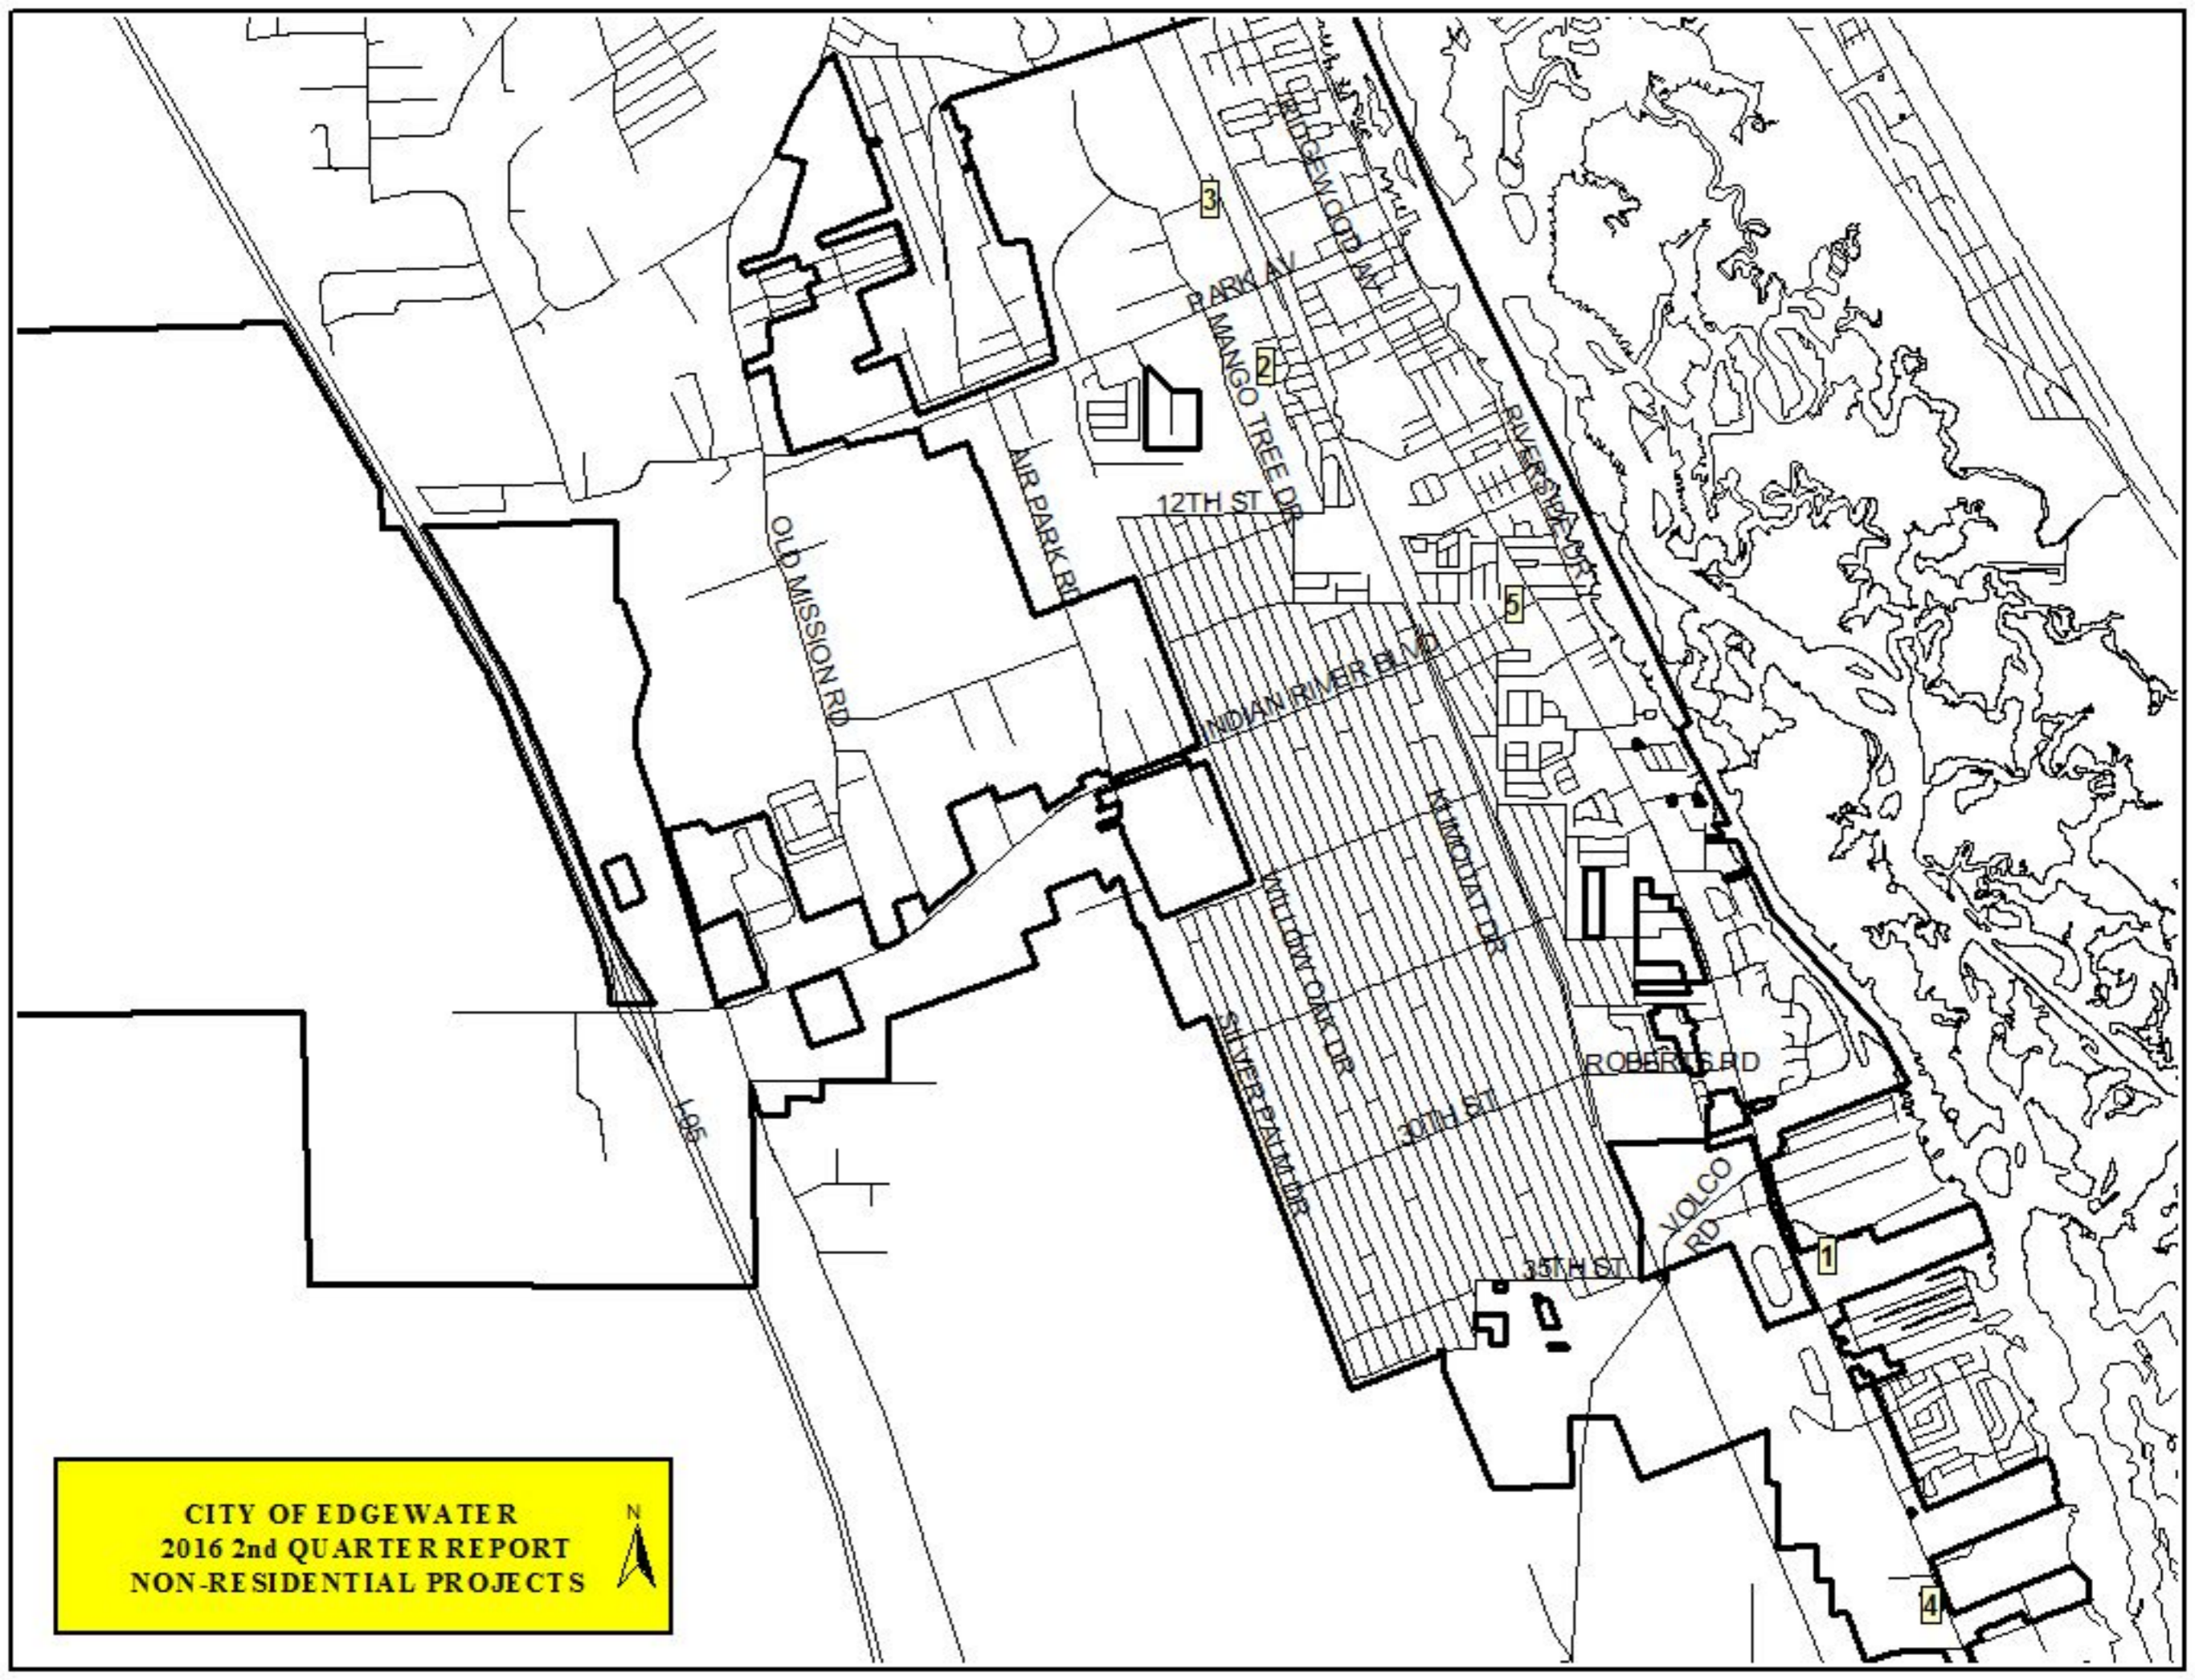 RIDGEWOOD AV
3
PARK AV
MANGO TREE DR
2
RIVERSIDE DR
AIR PARK RD
12TH ST
OLD MISSION RD
5
INDIAN RIVER BLVD
KUMQUAT DR
WILLOW OAK DR
SILVER PALM DR
ROBERTS RD
I-95
30TH ST
VOLCO
RD
1
35TH ST
4
CITY OF EDGEWATER
2016 2nd QUARTER REPORT
NON-RESIDENTIAL PROJECTS
N